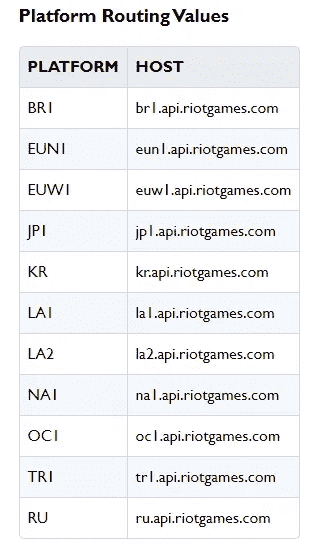 Platform Routing Values
PLATFORM HOST
BR1 br1.api.riotgames.com
EUN1 eun1.api.riotgames.com
EUW1 euw1.api.riotgames.com
JP1 jp1.api.riotgames.com
KR kr.api.riotgames.com
LA1 la1.api.riotgames.com
LA2 la2.api.riotgames.com
NA1 na1.api.riotgames.com
OC1 oc1.api.riotgames.com
TR1 tr1.api.riotgames.com
RU ru.api.riotgames.com